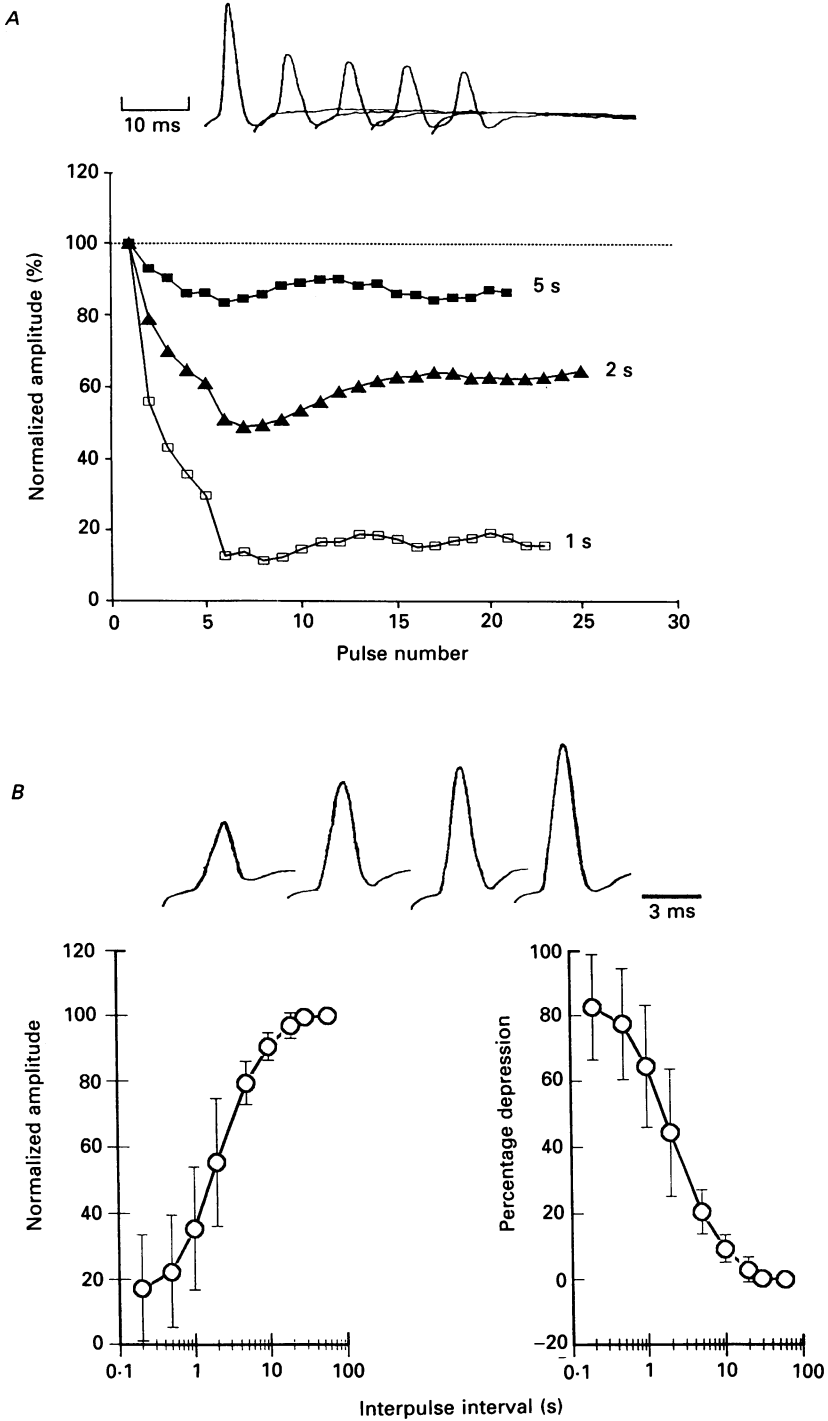 A
10 ms
120
100
80
60
40
20
0
Normalized amplitude (%)
5 s
2 s
1 s
0 5 10 15 20 25 30
Pulse number
B
3 ms
120
100
80
60
40
20
0
Normalized amplitude
0·1 1 10 100
100
80
60
40
20
0
−20
Percentage depression
0·1 1 10 100
Interpulse interval (s)